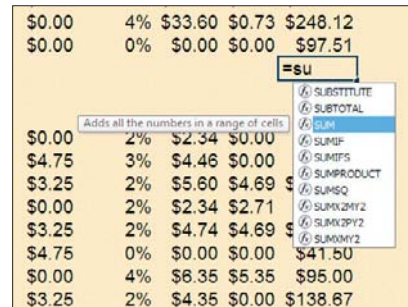 $0.00 4% $33.60 $0.73 $248.12
$0.00 0% $0.00 $0.00 $97.51
=su
SUBSTITUTE
SUBTOTAL
Adds all the numbers in a range of cells
SUM
$0.00 2% $2.34 $0.00
SUMIF
$4.75 3% $4.46 $0.00
SUMIFS
$3.25 2% $5.60 $4.69 $
SUMPRODUCT
SUMSQ
$0.00 2% $2.34 $2.71
SUMX2MY2
$3.25 2% $4.74 $4.69 $
SUMX2PY2
SUMXMY2
$4.75 0% $0.00 $0.00 $41.50
$0.00 4% $6.35 $5.35 $95.00
$3.25 2% $4.35 $0.00 $138.67